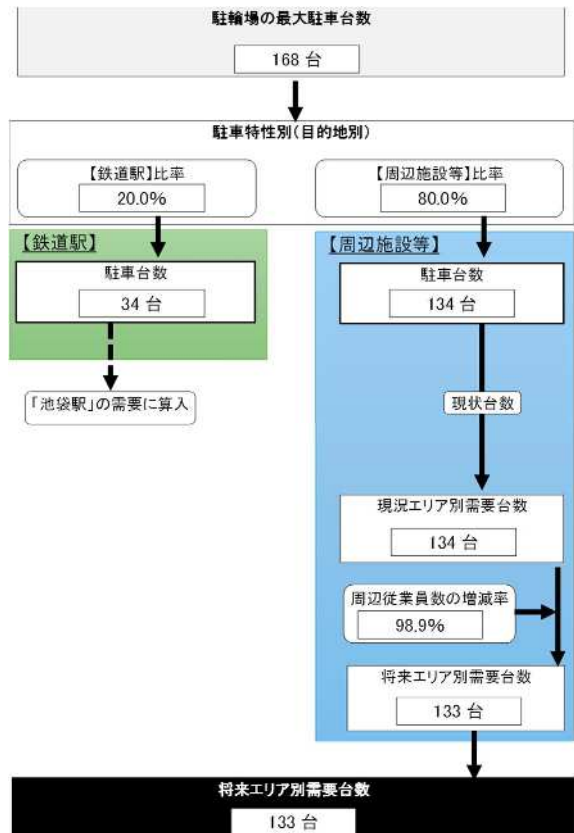 駐輪場の最大駐車台数
168 台
駐車特性別(目的地別)
【鉄道駅】比率
20.0%
【周辺施設等】比率
80.0%
【鉄道駅】
駐車台数
34 台
「池袋駅」の需要に算入
【周辺施設等】
駐車台数
134 台
現状台数
現況エリア別需要台数
134 台
周辺従業員数の増減率
98.9%
将来エリア別需要台数
133 台
将来エリア別需要台数
133 台